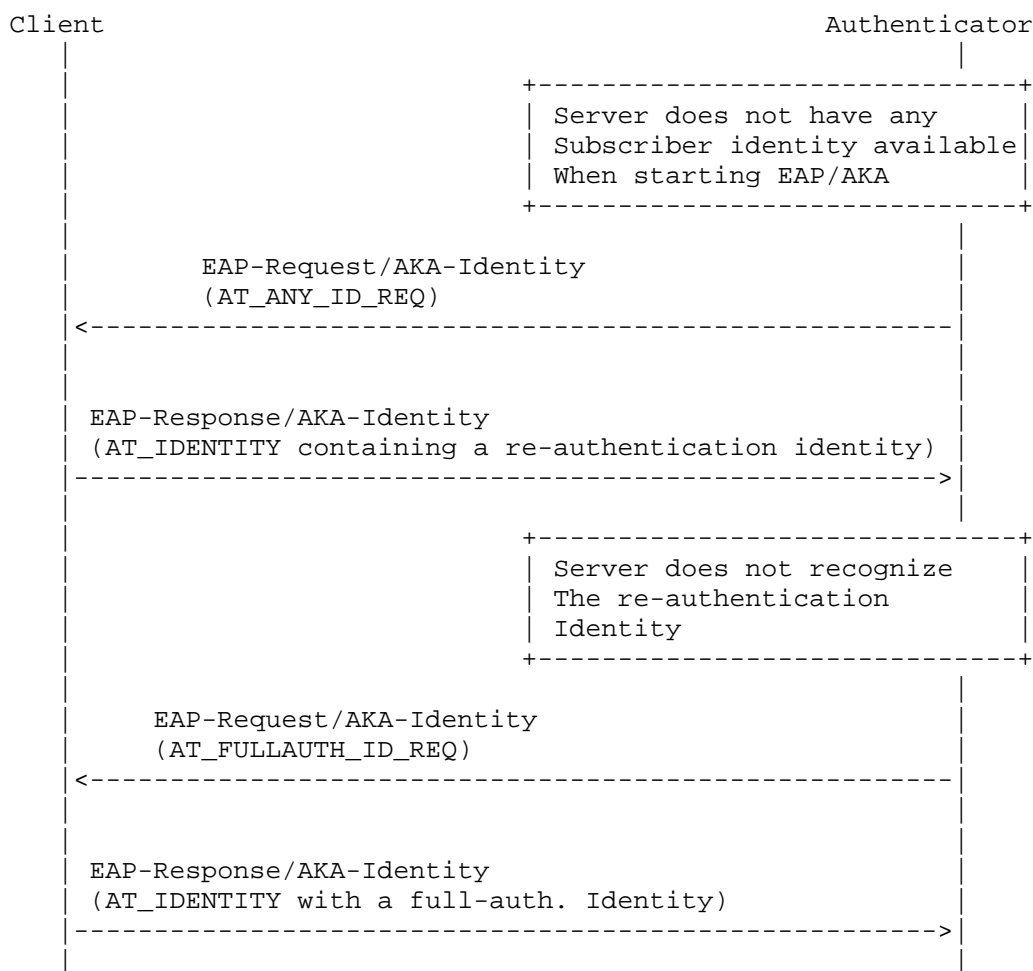 Client Authenticator
Server does not have any
Subscriber identity available
When starting EAP/AKA
EAP-Request/AKA-Identity
(AT_ANY_ID_REQ)
EAP-Response/AKA-Identity
(AT_IDENTITY containing a re-authentication identity)
Server does not recognize
The re-authentication
Identity
EAP-Request/AKA-Identity
(AT_FULLAUTH_ID_REQ)
EAP-Response/AKA-Identity
(AT_IDENTITY with a full-auth. Identity)